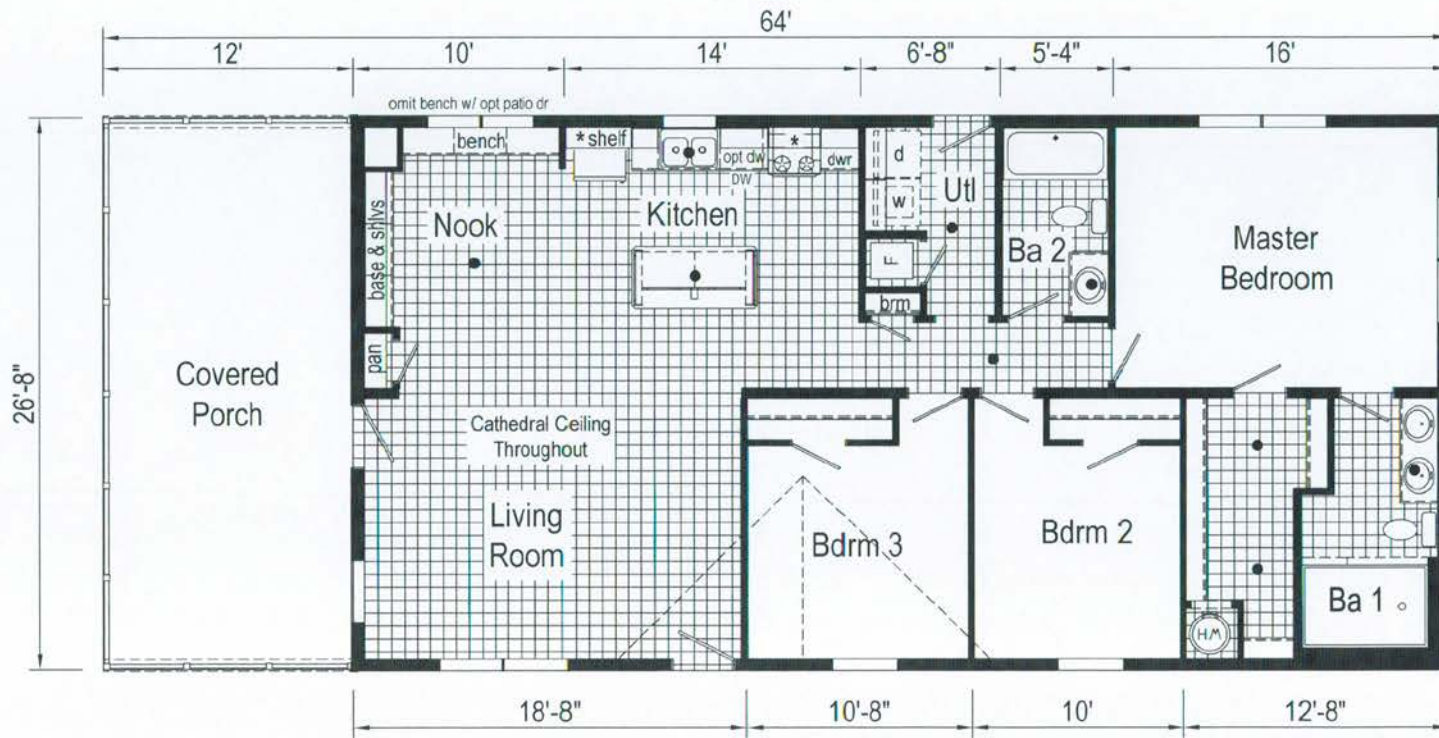 64'
12'
10'
14'
6'-8"
5'-4"
16'
omit bench w/ opt patio dr
bench
* shelf
opt dw
DW
*
dwr
d
w
Utl
F
brm
Ba 2
Master
Bedroom
Nook
Kitchen
base & shlvs
pan
26'-8"
Covered
Porch
Cathedral Ceiling
Throughout
Living
Room
Bdrm 3
Bdrm 2
HW
Ba 1
18'-8"
10'-8"
10'
12'-8"